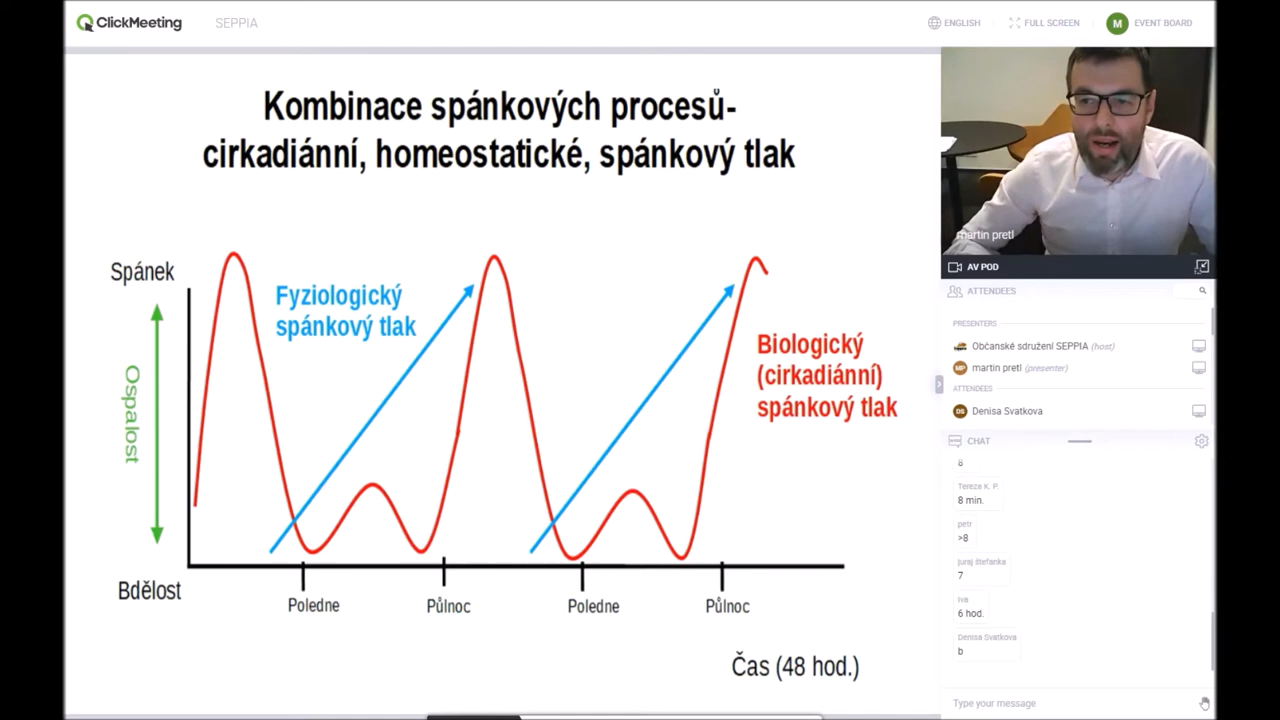 ClickMeeting
SEPPIA
ENGLISH
FULL SCREEN
M
EVENT BOARD
Kombinace spánkových procesů-
cirkadiánní, homeostatické, spánkový tlak
Spánek
Ospalost
Bdělost
Fyziologický
spánkový tlak
Biologický
(cirkadiánní)
spánkový tlak
Poledne
Půlnoc
Poledne
Půlnoc
Čas (48 hod.)
martin pretl
AV POD
ATTENDEES
PRESENTERS
Občanské sdružení SEPPIA (host)
MP
martin pretl (presenter)
ATTENDEES
DS
Denisa Svatkova
CHAT
8
Tereza K. P.
8 min.
petr
>8
juraj štefanka
7
Iva
6 hod.
Denisa Svatkova
b
Type your message